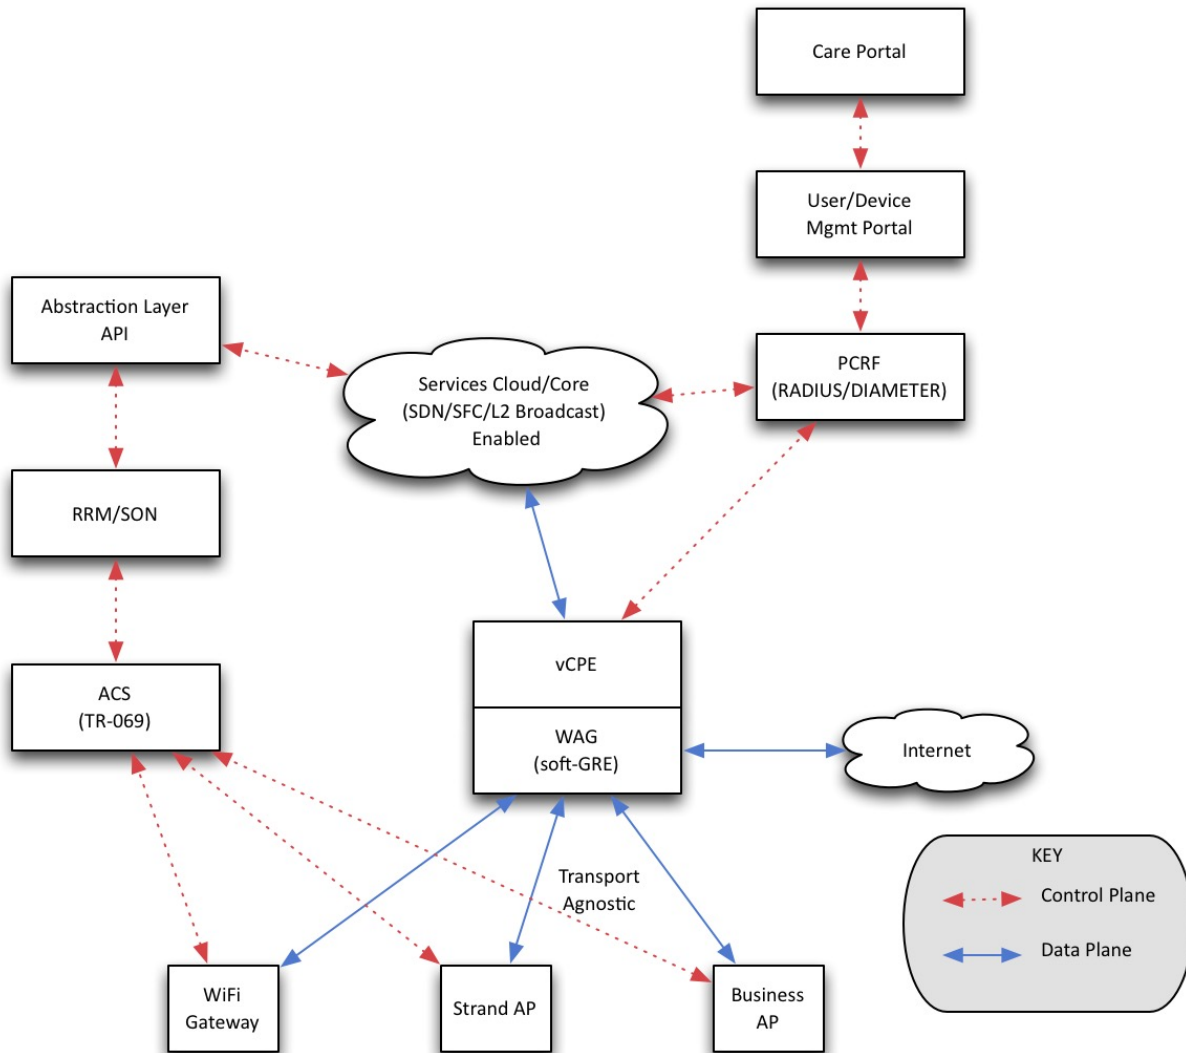 Care Portal
User/Device
Mgmt Portal
Abstraction Layer
API
PCRF
(RADIUS/DIAMETER)
Services Cloud/Core
(SDN/SFC/L2 Broadcast)
Enabled
RRM/SON
vCPE
ACS
(TR-069)
WAG
(soft-GRE)
Internet
Transport
Agnostic
KEY
Control Plane
Data Plane
WiFi
Gateway
Strand AP
Business
AP